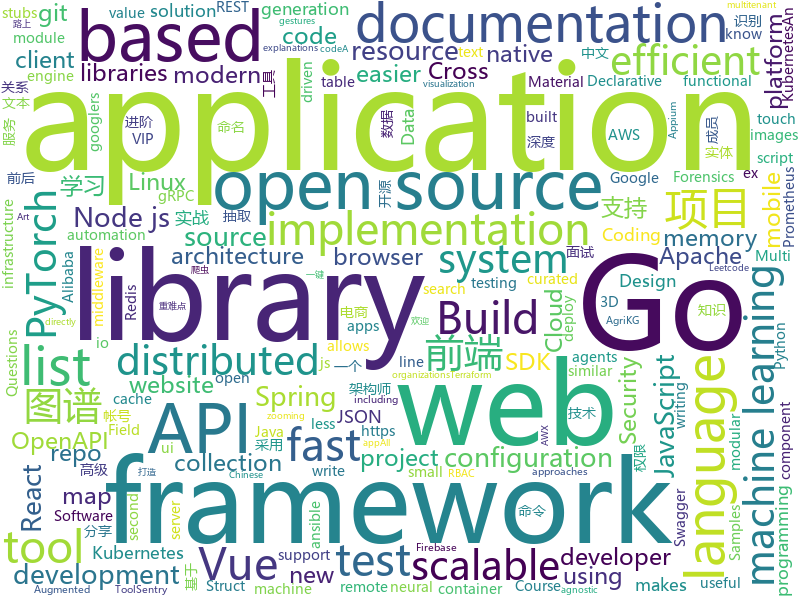 stubs
git
value
solution
REST
generation
module
based
code
documentation
multitenant
gestures
路上
explanations
codeA
client
resource
text
识别
know
efficient
platform
KubernetesAn
engine
libraries
modern
native
easier
Cross
中文
Declarative
functional
关系
文本
application
工具
driven
table
visualization
Material
built
Appium
数据
Data
深度
AWS
成员
touch
images
script
服务
googlers
进阶
VIP
命名
实体
Google
ex
Prometheus
前后
学习
Linux
gRPC
open source
开源
支持
Forensics
项目
mobile
Art
infrastructure
PyTorch
Node js
实战
抽取
implementation
automation
source
system
面试
Coding
memory
Multi
Alibaba
middleware
architecture
browser
testing
search
curated
Design
Apache
Leetcode
Redis
爬虫
重难点
一键
library
Go
3D
AgriKG
directly
io
Build
电商
apps
Cloud
deploy
知识
Python
list
distributed
前端
SDK
agents
similar
organizationsTerraform
language
machine learning
Questions
图谱
website
cache
open
line
allows
js
less
一个
架构师
技术
web
API
Spring
JSON
including
OpenAPI
帐号
Field
Java
采用
https
configuration
Security
JavaScript
writing
modular
repo
ui
fast
project
small
approaches
权限
RBAC
React
map
高级
collection
write
component
Software
second
framework
命令
Swagger
Samples
programming
tool
分享
server
ansible
Vue
test
scalable
developer
AWX
Kubernetes
打造
support
Firebase
using
development
基于
Struct
new
container
Course
makes
useful
Augmented
ToolSentry
machine
remote
neural
欢迎
Chinese
appAll
agnostic
zooming